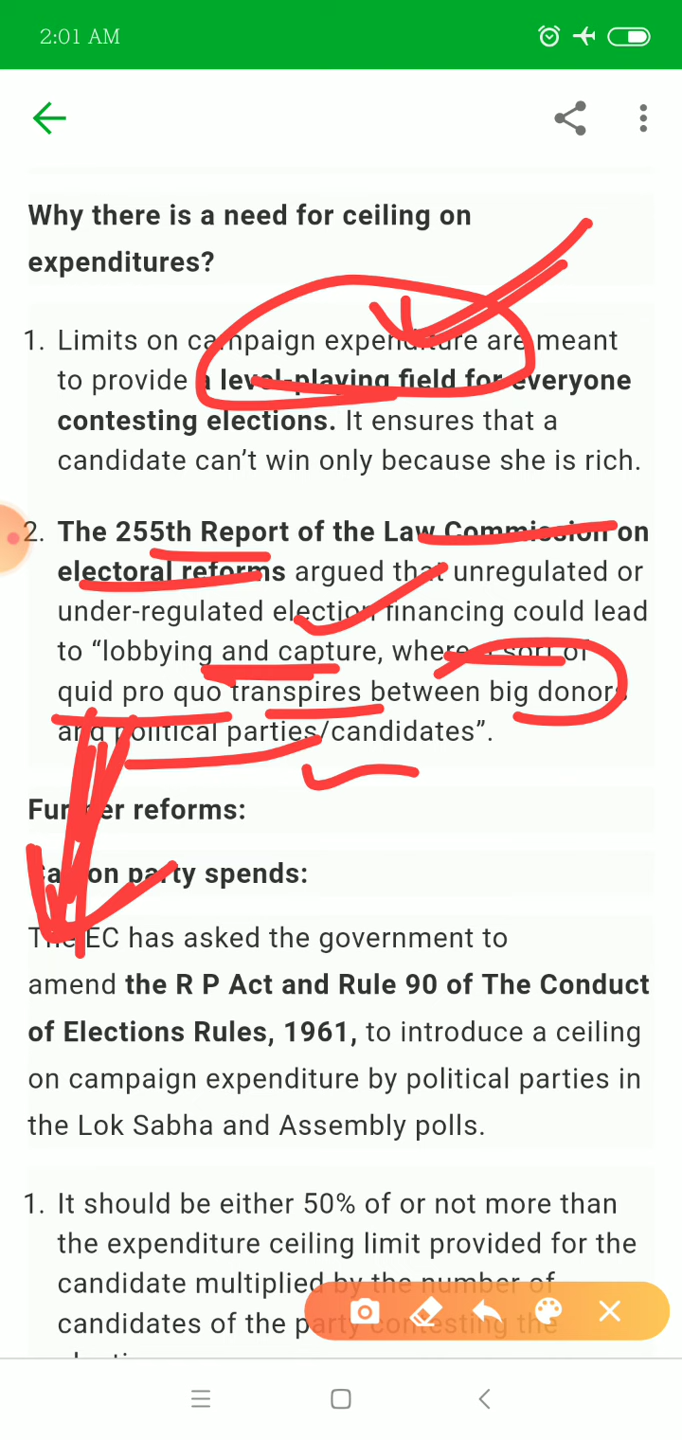 2:01 AM
Why there is a need for ceiling on
expenditures?
1. Limits on campaign expenditure are meant
to provide a level-playing field for everyone
contesting elections. It ensures that a
candidate can’t win only because she is rich.
2. The 255th Report of the Law Commission on
electoral reforms argued that unregulated or
under-regulated election financing could lead
to “lobbying and capture, where a sort of
quid pro quo transpires between big donors
and political parties/candidates”.
Further reforms:
Cap on party spends:
The EC has asked the government to
amend the R P Act and Rule 90 of The Conduct
of Elections Rules, 1961, to introduce a ceiling
on campaign expenditure by political parties in
the Lok Sabha and Assembly polls.
1. It should be either 50% of or not more than
the expenditure ceiling limit provided for the
candidate multiplied by the number of
candidates of the party contesting the